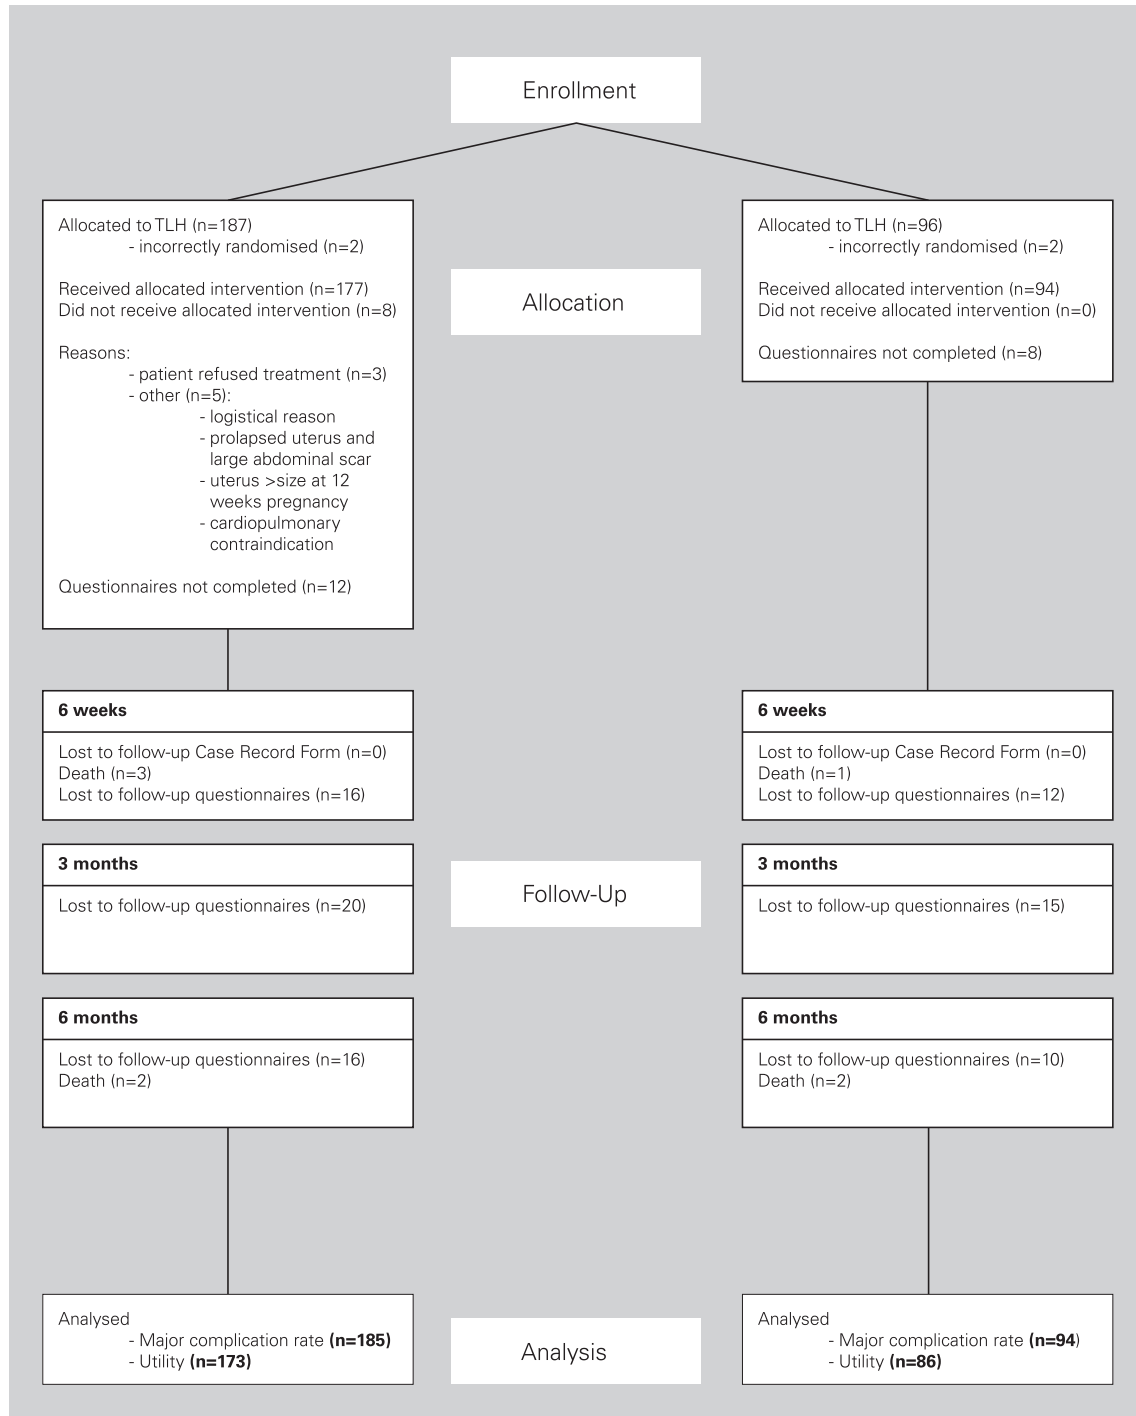 Enrollment
Allocated to TLH (n=187)
- incorrectly randomised (n=2)
Received allocated intervention (n=177)
Did not receive allocated intervention (n=8)
Reasons:
- patient refused treatment (n=3)
- other (n=5):
- logistical reason
- prolapsed uterus and
large abdominal scar
- uterus >size at 12
weeks pregnancy
- cardiopulmonary
contraindication
Questionnaires not completed (n=12)
Allocation
Allocated to TLH (n=96)
- incorrectly randomised (n=2)
Received allocated intervention (n=94)
Did not receive allocated intervention (n=0)
Questionnaires not completed (n=8)
6 weeks
Lost to follow-up Case Record Form (n=0)
Death (n=3)
Lost to follow-up questionnaires (n=16)
6 weeks
Lost to follow-up Case Record Form (n=0)
Death (n=1)
Lost to follow-up questionnaires (n=12)
3 months
Lost to follow-up questionnaires (n=20)
Follow-Up
3 months
Lost to follow-up questionnaires (n=15)
6 months
Lost to follow-up questionnaires (n=16)
Death (n=2)
6 months
Lost to follow-up questionnaires (n=10)
Death (n=2)
Analysed
- Major complication rate (n=185)
- Utility (n=173)
Analysis
Analysed
- Major complication rate (n=94)
- Utility (n=86)